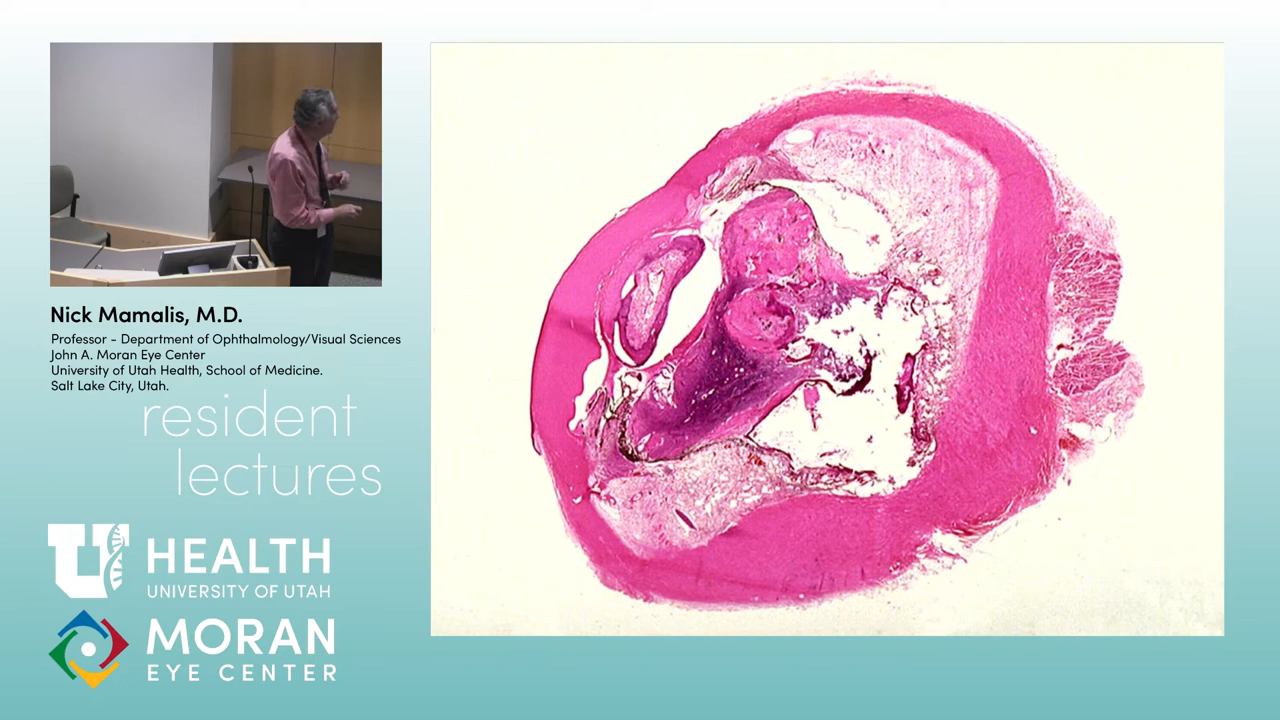 Nick Mamalis, M.D.
Professor - Department of Ophthalmology/Visual Sciences
John A. Moran Eye Center
University of Utah Health, School of Medicine.
Salt Lake City, Utah.
resident
lectures
U HEALTH
UNIVERSITY OF UTAH
MORAN
EYE CENTER